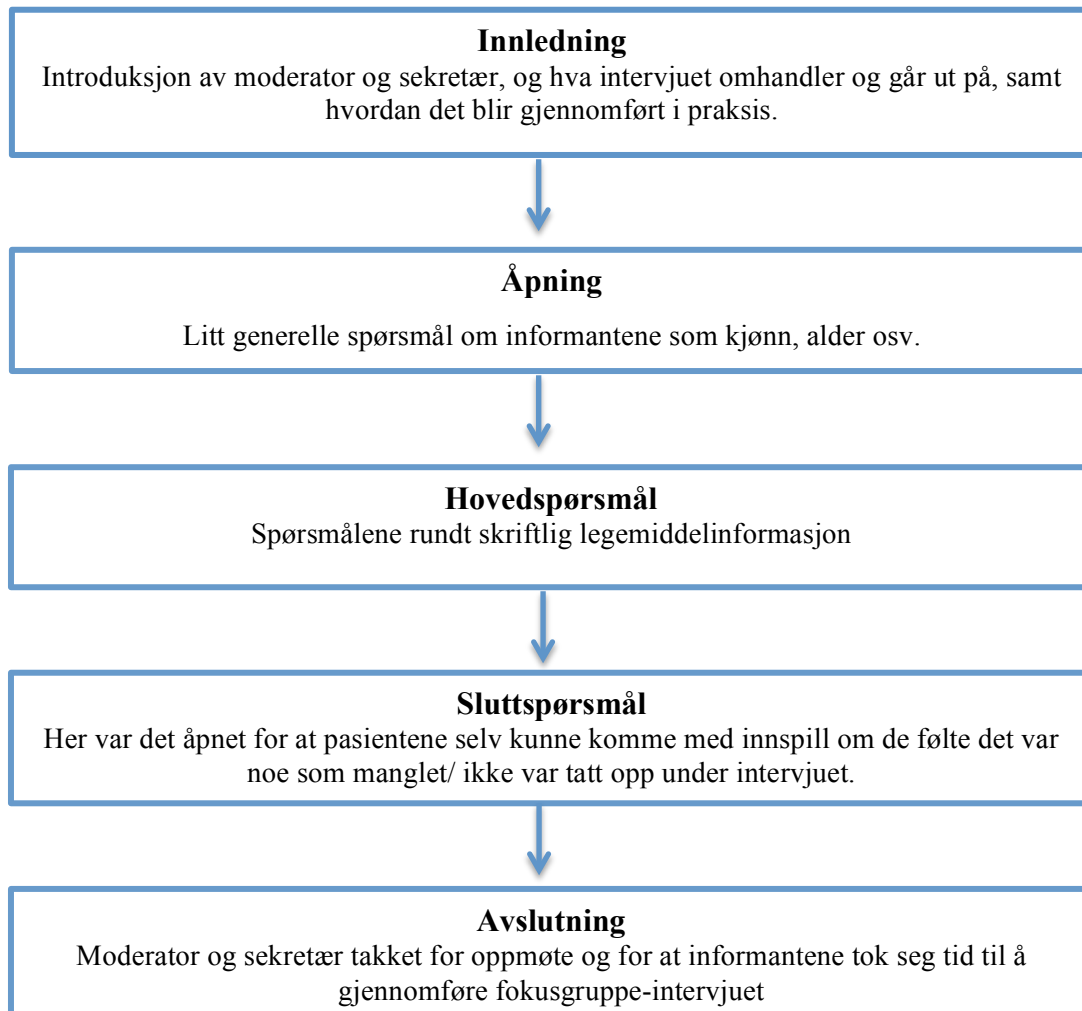 Innledning
Introduksjon av moderator og sekretær, og hva intervjuet omhandler og går ut på, samt
hvordan det blir gjennomført i praksis.
Åpning
Litt generelle spørsmål om informantene som kjønn, alder osv.
Hovedspørsmål
Spørsmålene rundt skriftlig legemiddelinformasjon
Sluttspørsmål
Her var det åpnet for at pasientene selv kunne komme med innspill om de følte det var
noe som manglet/ ikke var tatt opp under intervjuet.
Avslutning
Moderator og sekretær takket for oppmøte og for at informantene tok seg tid til å
gjennomføre fokusgruppe-intervjuet